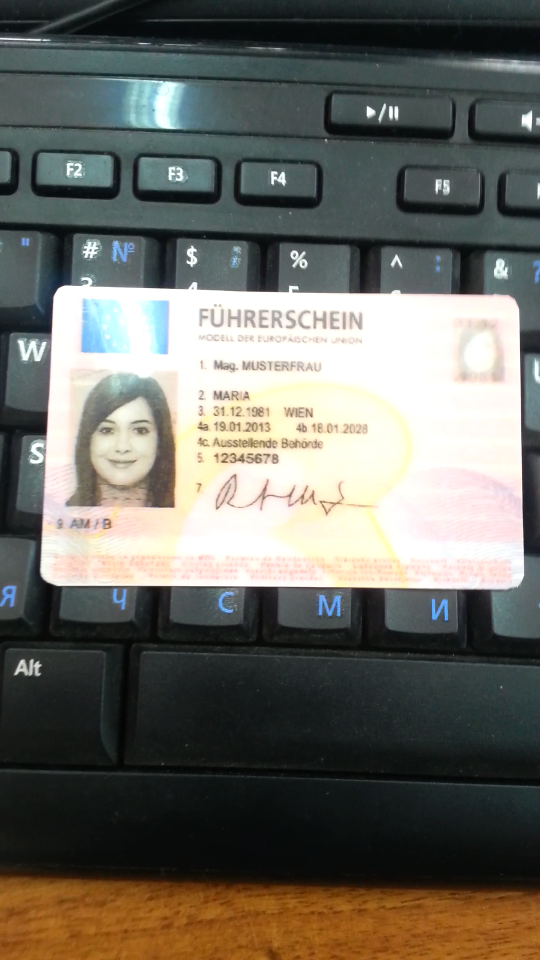 F2 F3 F4 F5
" # № $ % ^ : &
W
FÜHRERSCHEIN
MODELL DER EUROPÄISCHEN UNION
1. Mag. MUSTERFRAU
2. MARIA
3. 31.12.1981 WIEN
4a. 19.01.2013 4b 18.01.2028
4c. Ausstellende Behörde
5. 12345678
7.
9. AM / B
S
Я Ч С М И
Alt